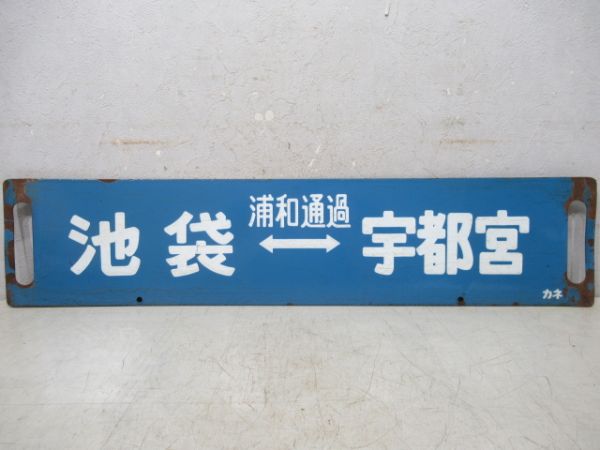 浦和通過
池袋 ⟷ 宇都宮
カネ